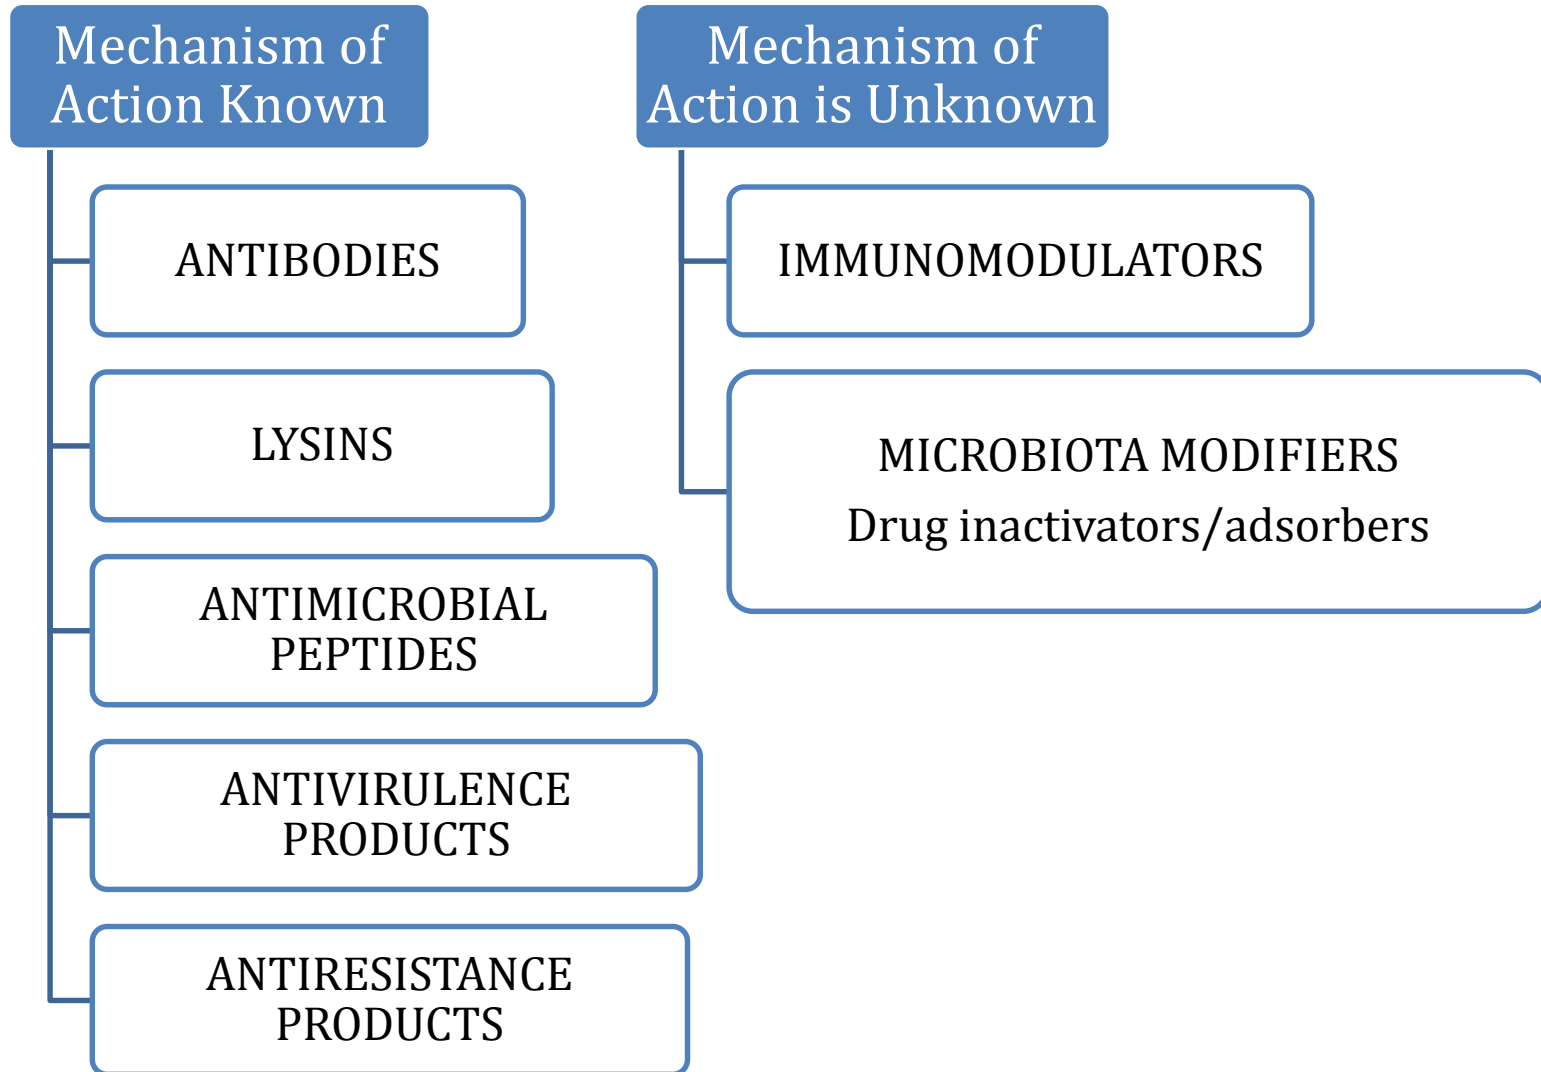 Mechanism of
Action Known
ANTIBODIES
LYSINS
ANTIMICROBIAL
PEPTIDES
ANTIVIRULENCE
PRODUCTS
ANTIRESISTANCE
PRODUCTS
Mechanism of
Action is Unknown
IMMUNOMODULATORS
MICROBIOTA MODIFIERS
Drug inactivators/adsorbers